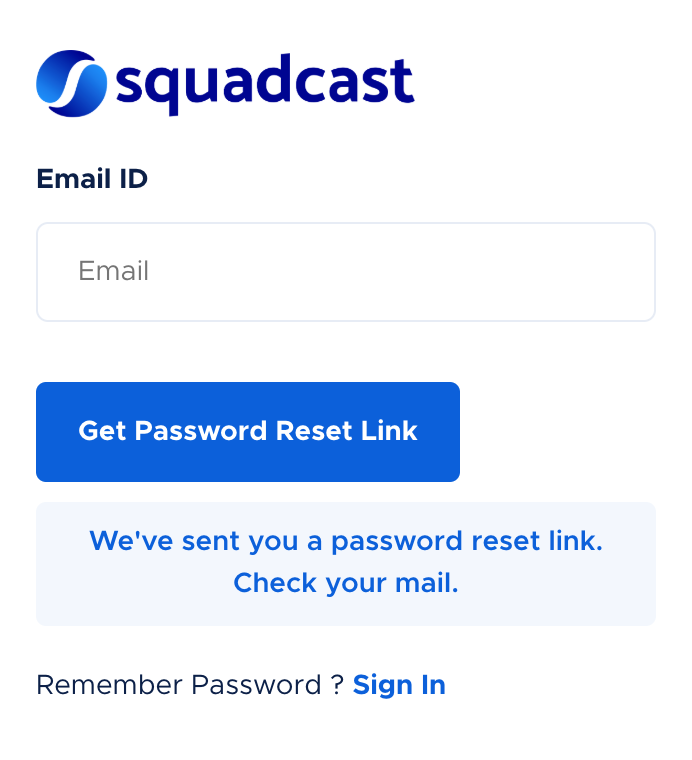 squadcast
Email ID
Email
Get Password Reset Link
We've sent you a password reset link.
Check your mail.
Remember Password ? Sign In